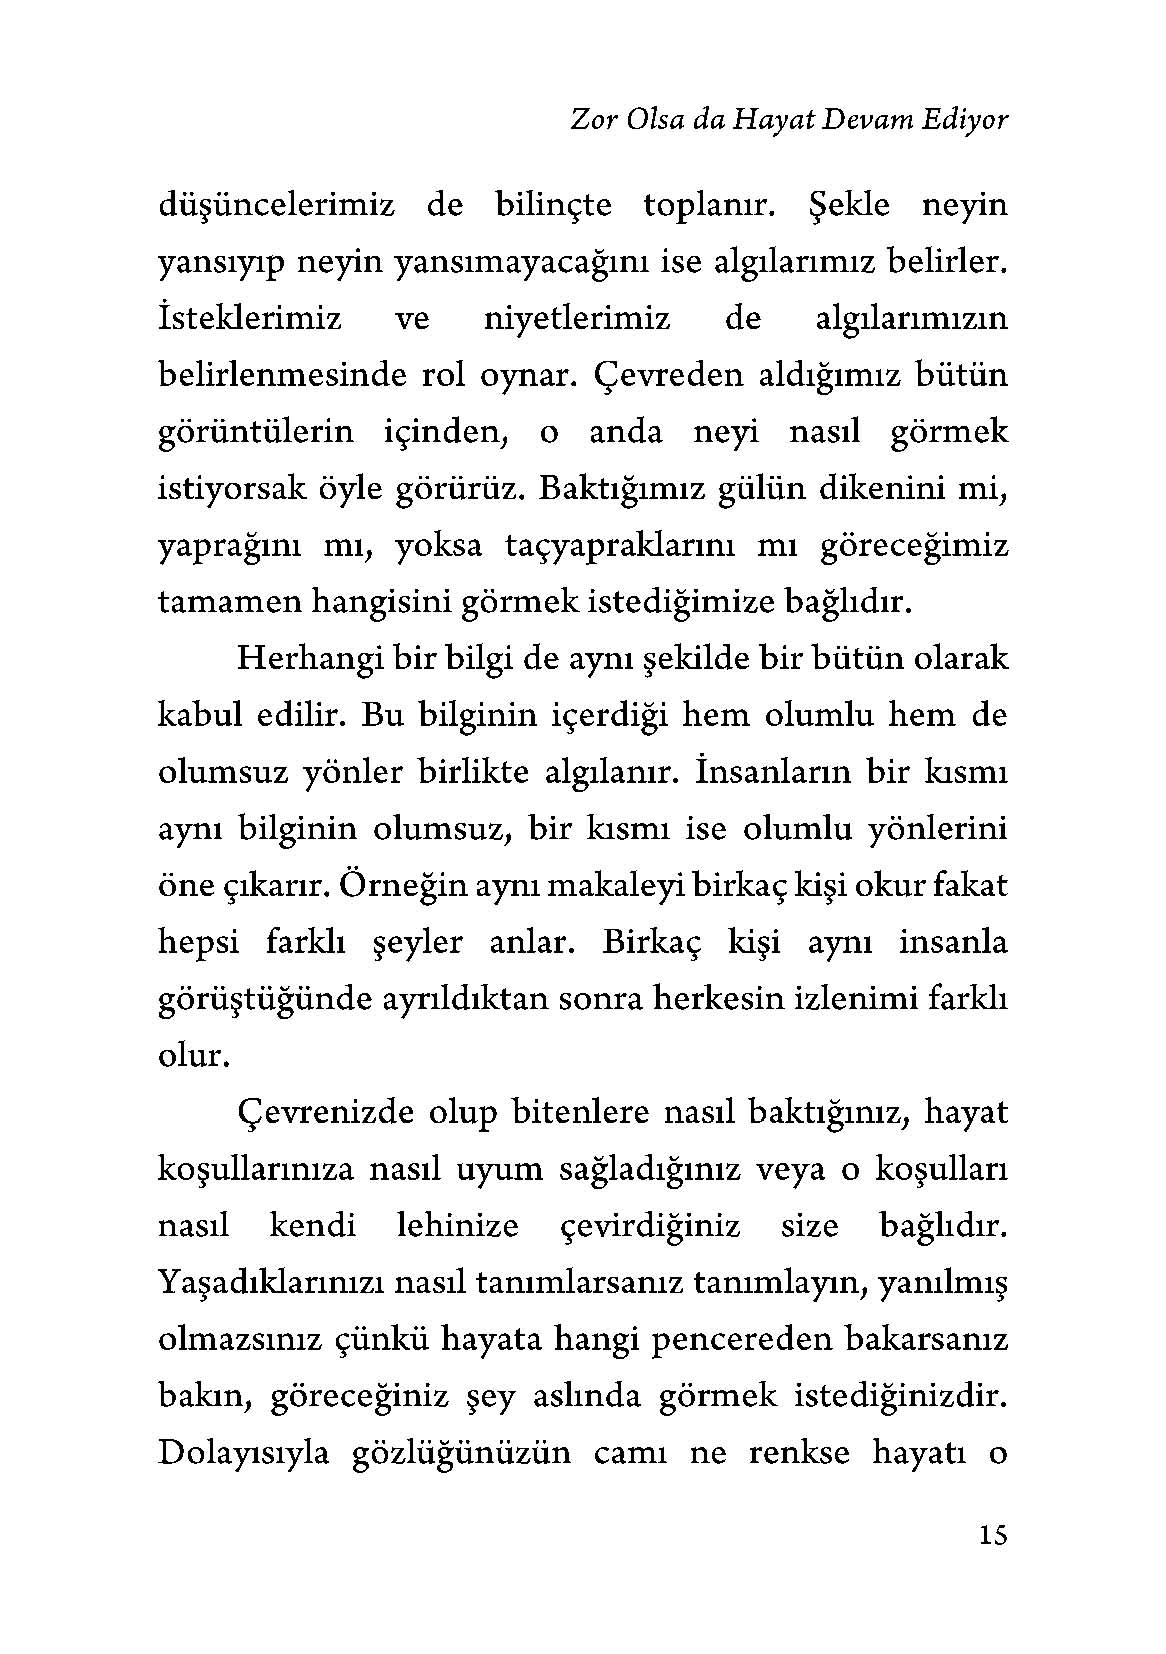 Zor Olsa da Hayat Devam Ediyor
düşüncelerimiz de bilinçte toplanır. Şekle neyin
yansıyıp neyin yansımayacağını ise algılarımız belirler.
İsteklerimiz ve niyetlerimiz de algılarımızın
belirlenmesinde rol oynar. Çevreden aldığımız bütün
görüntülerin içinden, o anda neyi nasıl görmek
istiyorsak öyle görürüz. Baktığımız gülün dikenini mi,
yaprağını mı, yoksa taçyapraklarını mı göreceğimiz
tamamen hangisini görmek istediğimize bağlıdır.
Herhangi bir bilgi de aynı şekilde bir bütün olarak
kabul edilir. Bu bilginin içerdiği hem olumlu hem de
olumsuz yönler birlikte algılanır. İnsanların bir kısmı
aynı bilginin olumsuz, bir kısmı ise olumlu yönlerini
öne çıkarır. Örneğin aynı makaleyi birkaç kişi okur fakat
hepsi farklı şeyler anlar. Birkaç kişi aynı insanla
görüştüğünde ayrıldıktan sonra herkesin izlenimi farklı
olur.
Çevrenizde olup bitenlere nasıl baktığınız, hayat
koşullarınıza nasıl uyum sağladığınız veya o koşulları
nasıl kendi lehinize çevirdiğiniz size bağlıdır.
Yaşadıklarınızı nasıl tanımlarsanız tanımlayın, yanılmış
olmazsınız çünkü hayata hangi pencereden bakarsanız
bakın, göreceğiniz şey aslında görmek istediğinizdir.
Dolayısıyla gözlüğünüzün camı ne renkse hayatı o
15